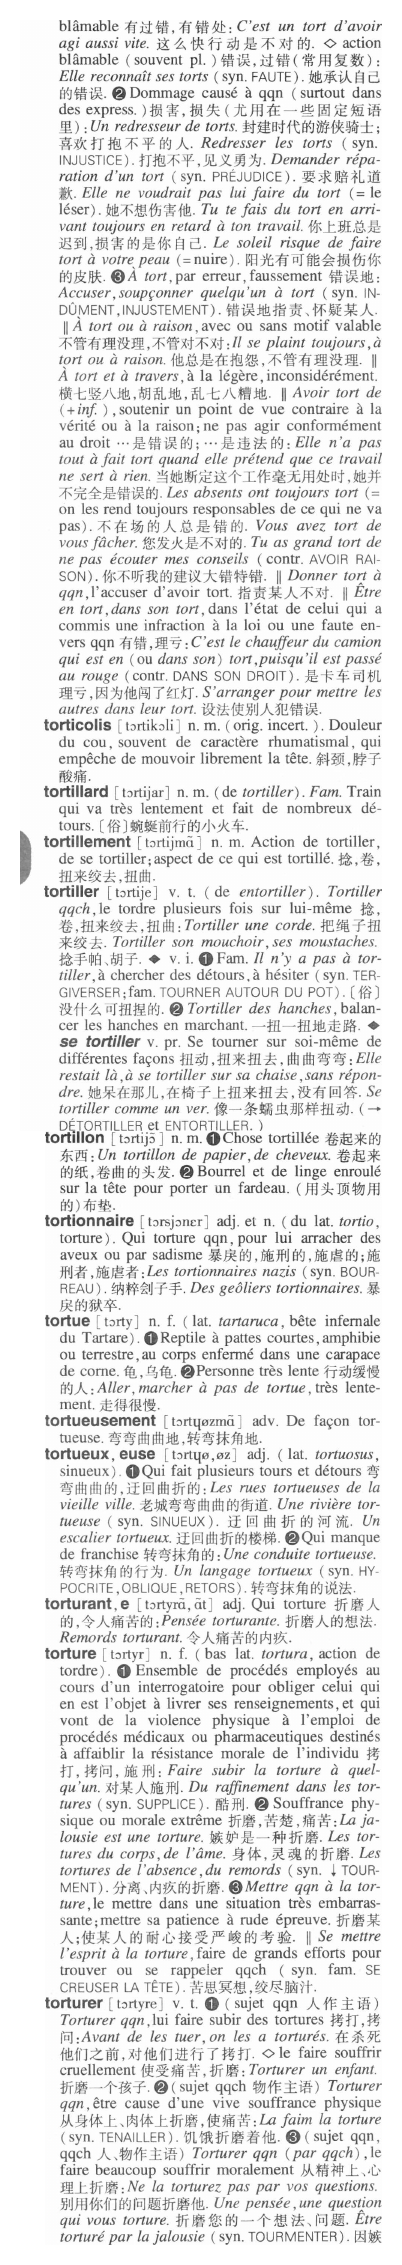 blâmable 有过错,有错处: C'est un tort d'avoir
agi aussi vite. 这么快行动是不对的. ◇ action
blâmable (souvent pl.) 错误,过错(常用复数):
Elle reconnaît ses torts (syn. FAUTE). 她承认自己
的错误. ❷ Dommage causé à qqn (surtout dans
des express.) 损害,损失(尤用在一些固定短语
里): Un redresseur de torts. 封建时代的游侠骑士;
喜欢打抱不平的人. Redresser les torts (syn.
INJUSTICE). 打抱不平,见义勇为. Demander répa-
ration d'un tort (syn. PRÉJUDICE). 要求赔礼道
歉. Elle ne voudrait pas lui faire du tort (= le
léser). 她不想伤害他. Tu te fais du tort en arri-
vant toujours en retard à ton travail. 你上班总是
迟到,损害的是你自己. Le soleil risque de faire
tort à votre peau (= nuire). 阳光有可能会损伤你
的皮肤. ❸ À tort, par erreur, faussement 错误地:
Accuser, soupçonner quelqu'un à tort (syn. IN-
DÛMENT, INJUSTEMENT). 错误地指责、怀疑某人.
‖ À tort ou à raison, avec ou sans motif valable
不管有理没理,不管对不对: Il se plaint toujours, à
tort ou à raison. 他总是在抱怨,不管有理没理. ‖
À tort et à travers, à la légère, inconsidérément.
横七竖八地,胡乱地,乱七八糟地. ‖ Avoir tort de
(+inf.), soutenir un point de vue contraire à la
vérité ou à la raison; ne pas agir conformément
au droit …是错误的; …是违法的: Elle n'a pas
tout à fait tort quand elle prétend que ce travail
ne sert à rien. 当她断定这个工作毫无用处时,她并
不完全是错误的. Les absents ont toujours tort (=
on les rend toujours responsables de ce qui ne va
pas). 不在场的人总是错的. Vous avez tort de
vous fâcher. 您发火是不对的. Tu as grand tort de
ne pas écouter mes conseils (contr. AVOIR RAI-
SON). 你不听我的建议大错特错. ‖ Donner tort à
qqn, l'accuser d'avoir tort. 指责某人不对. ‖ Être
en tort, dans son tort, dans l'état de celui qui a
commis une infraction à la loi ou une faute en-
vers qqn 有错,理亏: C'est le chauffeur du camion
qui est en (ou dans son) tort, puisqu'il est passé
au rouge (contr. DANS SON DROIT). 是卡车司机
理亏,因为他闯了红灯. S'arranger pour mettre les
autres dans leur tort. 设法使别人犯错误.
torticolis [tɔrtikɔli] n. m. (orig. incert.). Douleur
du cou, souvent de caractère rhumatismal, qui
empêche de mouvoir librement la tête. 斜颈,脖子
酸痛.
tortillard [tɔrtijar] n. m. (de tortiller). Fam. Train
qui va très lentement et fait de nombreux dé-
tours. 〔俗〕蜿蜒前行的小火车.
tortillement [tɔrtijmɑ̃] n. m. Action de tortiller,
de se tortiller; aspect de ce qui est tortillé. 捻,卷,
扭来绞去,扭曲.
tortiller [tɔrtije] v. t. (de entortiller). Tortiller
qqch, le tordre plusieurs fois sur lui-même 捻,
卷,扭来绞去,扭曲: Tortiller une corde. 把绳子扭
来绞去. Tortiller son mouchoir, ses moustaches.
捻手帕、胡子. ◆ v. i. ❶ Fam. Il n'y a pas à tor-
tiller, à chercher des détours, à hésiter (syn. TER-
GIVERSER; fam. TOURNER AUTOUR DU POT). 〔俗〕
没什么可扭捏的. ❷ Tortiller des hanches, balan-
cer les hanches en marchant. 一扭一扭地走路. ◆
se tortiller v. pr. Se tourner sur soi-même de
différentes façons 扭动,扭来扭去,曲曲弯弯: Elle
restait là, à se tortiller sur sa chaise, sans répon-
dre. 她呆在那儿,在椅子上扭来扭去,没有回答. Se
tortiller comme un ver. 像一条蠕虫那样扭动. (→
DÉTORTILLER et ENTORTILLER.)
tortillon [tɔrtijɔ̃] n. m. ❶ Chose tortillée 卷起来的
东西: Un tortillon de papier, de cheveux. 卷起来
的纸,卷曲的头发. ❷ Bourrel et de linge enroulé
sur la tête pour porter un fardeau. (用头顶物用
的)布垫.
tortionnaire [tɔrsjɔnɛr] adj. et n. (du lat. tortio,
torture). Qui torture qqn, pour lui arracher des
aveux ou par sadisme 暴戾的,施刑的,施虐的;施
刑者,施虐者: Les tortionnaires nazis (syn. BOUR-
REAU). 纳粹刽子手. Des geôliers tortionnaires. 暴
戾的狱卒.
tortue [tɔrty] n. f. (lat. tartaruca, bête infernale
du Tartare). ❶ Reptile à pattes courtes, amphibie
ou terrestre, au corps enfermé dans une carapace
de corne. 龟,乌龟. ❷ Personne très lente 行动缓慢
的人: Aller, marcher à pas de tortue, très lente-
ment. 走得很慢.
tortueusement [tɔrtɥøzmɑ̃] adv. De façon tor-
tueuse. 弯弯曲曲地,转弯抹角地.
tortueux, euse [tɔrtɥø, øz] adj. (lat. tortuosus,
sinueux). ❶ Qui fait plusieurs tours et détours 弯
弯曲曲的,迂回曲折的: Les rues tortueuses de la
vieille ville. 老城弯弯曲曲的街道. Une rivière tor-
tueuse (syn. SINUEUX). 迂回曲折的河流. Un
escalier tortueux. 迂回曲折的楼梯. ❷ Qui manque
de franchise 转弯抹角的: Une conduite tortueuse.
转弯抹角的行为. Un langage tortueux (syn. HY-
POCRITE, OBLIQUE, RETORS). 转弯抹角的说法.
torturant, e [tɔrtyrɑ̃, ɑ̃t] adj. Qui torture 折磨人
的,令人痛苦的: Pensée torturante. 折磨人的想法.
Remords torturant. 令人痛苦的内疚.
torture [tɔrtyr] n. f. (bas lat. tortura, action de
tordre). ❶ Ensemble de procédés employés au
cours d'un interrogatoire pour obliger celui qui
en est l'objet à livrer ses renseignements, et qui
vont de la violence physique à l'emploi de
procédés médicaux ou pharmaceutiques destinés
à affaiblir la résistance morale de l'individu 拷
打,拷问,施刑: Faire subir la torture à quel-
qu'un. 对某人施刑. Du raffinement dans les tor-
tures (syn. SUPPLICE). 酷刑. ❷ Souffrance phy-
sique ou morale extrême 折磨,苦楚,痛苦: La ja-
lousie est une torture. 嫉妒是一种折磨. Les tor-
tures du corps, de l'âme. 身体,灵魂的折磨. Les
tortures de l'absence, du remords (syn. ↓ TOUR-
MENT). 分离、内疚的折磨. ❸ Mettre qqn à la tor-
ture, le mettre dans une situation très embarras-
sante; mettre sa patience à rude épreuve. 折磨某
人;使某人的耐心接受严峻的考验. ‖ Se mettre
l'esprit à la torture, faire de grands efforts pour
trouver ou se rappeler qqch (syn. fam. SE
CREUSER LA TÊTE). 苦思冥想,绞尽脑汁.
torturer [tɔrtyre] v. t. ❶ (sujet qqn 人作主语)
Torturer qqn, lui faire subir des tortures 拷打,拷
问: Avant de les tuer, on les a torturés. 在杀死
他们之前,对他们进行了拷打. ◇ le faire souffrir
cruellement 使受痛苦,折磨: Torturer un enfant.
折磨一个孩子. ❷ (sujet qqch 物作主语) Torturer
qqn, être cause d'une vive souffrance physique
从身体上、肉体上折磨,使痛苦: La faim la torture
(syn. TENAILLER). 饥饿折磨着他. ❸ (sujet qqn,
qqch 人、物作主语) Torturer qqn (par qqch), le
faire beaucoup souffrir moralement 从精神上、心
理上折磨: Ne la torturez pas par vos questions.
别用你们的问题折磨他. Une pensée, une question
qui vous torture. 折磨您的一个想法、问题. Être
torturé par la jalousie (syn. TOURMENTER). 因嫉